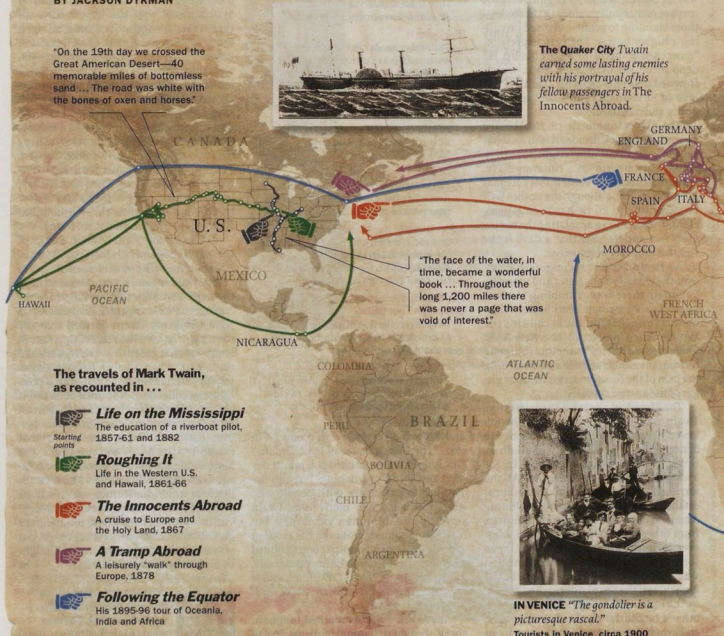 BY JACKSON DYKMAN
"On the 19th day we crossed the
Great American Desert—40
memorable miles of bottomless
sand ... The road was white with
the bones of oxen and horses."
The Quaker City Twain
earned some lasting enemies
with his portrayal of his
fellow passengers in The
Innocents Abroad.
CANADA
GERMANY
ENGLAND
FRANCE
SPAIN
ITALY
U.S.
MOROCCO
MEXICO
PACIFIC
OCEAN
HAWAII
"The face of the water, in
time, became a wonderful
book ... Throughout the
long 1,200 miles there
was never a page that was
void of interest."
FRENCH
WEST AFRICA
NICARAGUA
COLOMBIA
ATLANTIC
OCEAN
The travels of Mark Twain,
as recounted in ...
BRAZIL
PERU
Life on the Mississippi
The education of a riverboat pilot,
1857-61 and 1882
Starting
points
Roughing It
Life in the Western U.S.
and Hawaii, 1861-66
BOLIVIA
CHILE
The Innocents Abroad
A cruise to Europe and
the Holy Land, 1867
A Tramp Abroad
A leisurely "walk" through
Europe, 1878
ARGENTINA
Following the Equator
His 1895-96 tour of Oceania,
India and Africa
IN VENICE "The gondolier is a
picturesque rascal."
Tourists in Venice, circa 1900